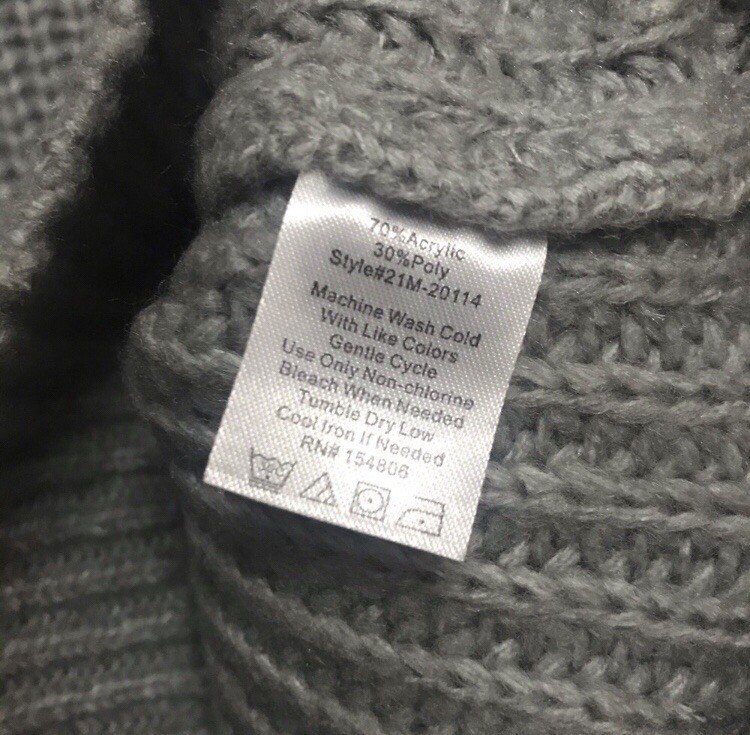 70%Acrylic
30%Poly
Style#21M-20114
Machine Wash Cold
With Like Colors
Gentle Cycle
Use Only Non-chlorine
Bleach When Needed
Tumble Dry Low
Cool Iron If Needed
RN# 154806